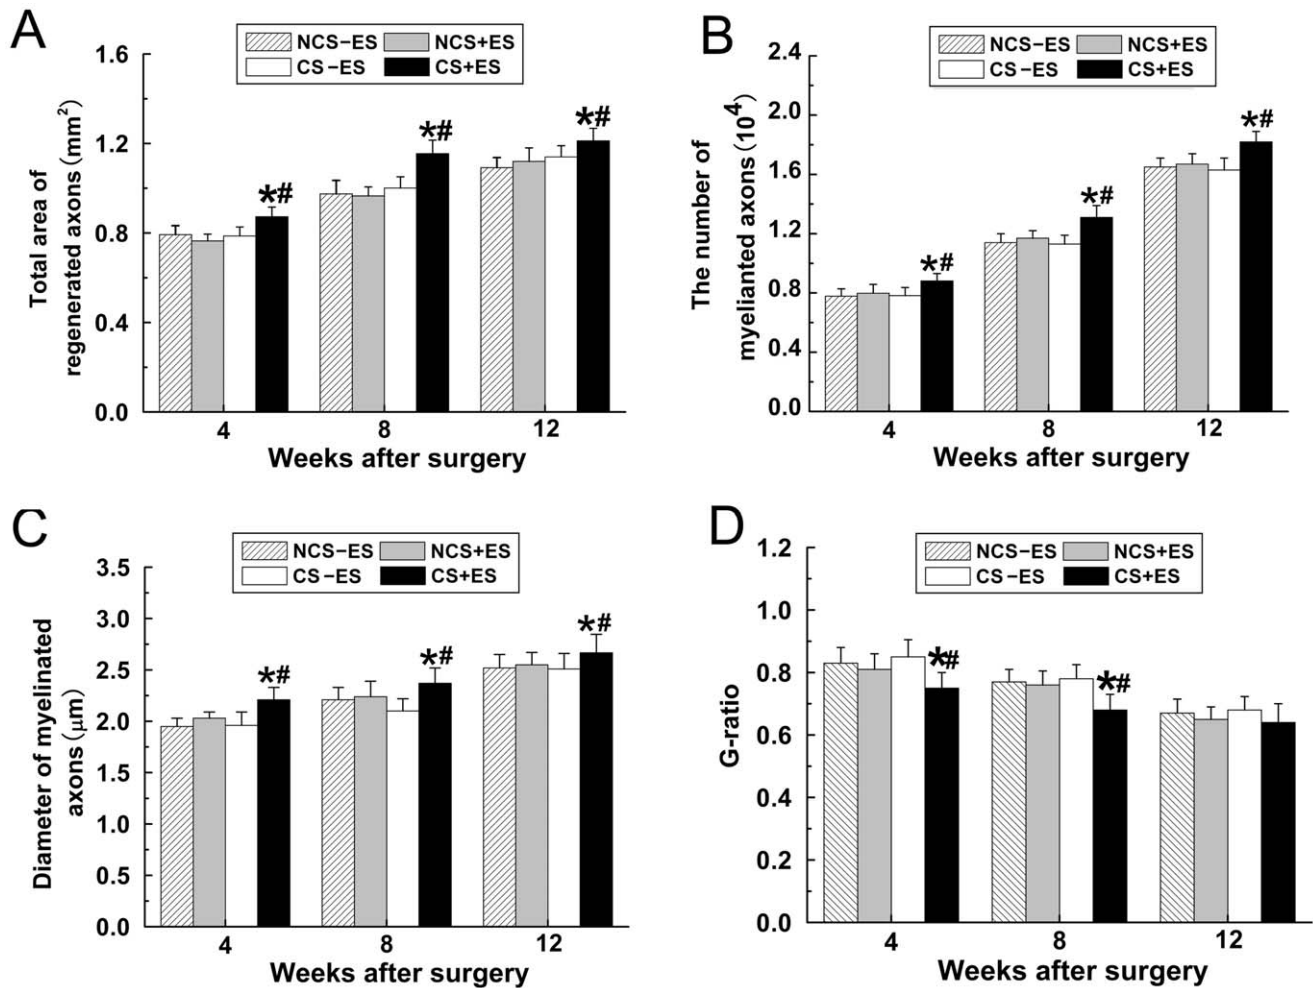 A
NCS−ES NCS+ES
CS−ES CS+ES
Total area of
regenerated axons (mm²)
1.6
1.2
0.8
0.4
0.0
*#
*#
*#
4 8 12
Weeks after surgery
B
NCS−ES NCS+ES
CS−ES CS+ES
The number of
myelianted axons (10⁴)
2.4
2.0
1.6
1.2
0.8
0.4
0.0
*#
*#
*#
4 8 12
Weeks after surgery
C
NCS−ES NCS+ES
CS−ES CS+ES
Diameter of myelinated
axons (μm)
3.5
3.0
2.5
2.0
1.5
1.0
0.5
0.0
*#
*#
*#
4 8 12
Weeks after surgery
D
NCS−ES NCS+ES
CS−ES CS+ES
G-ratio
1.2
1.0
0.8
0.6
0.4
0.2
0.0
*#
*#
4 8 12
Weeks after surgery